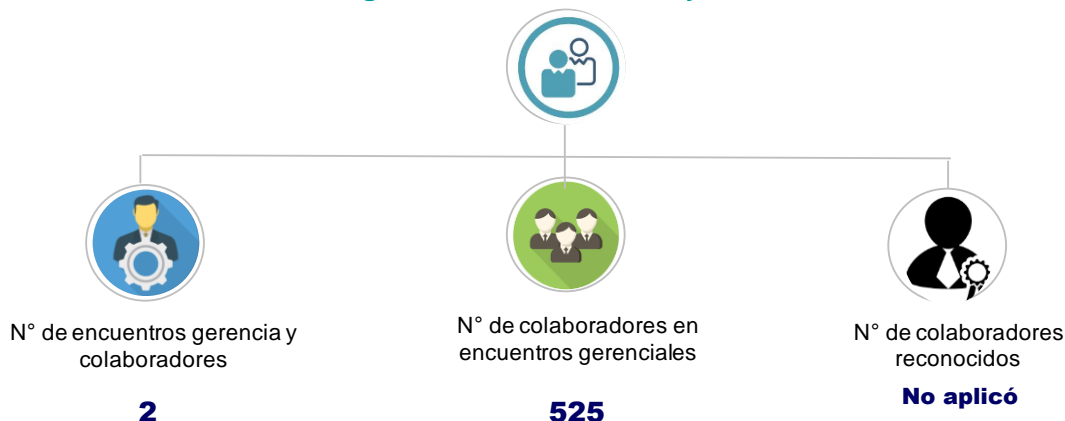 N° de encuentros gerencia y
colaboradores
2
N° de colaboradores en
encuentros gerenciales
525
N° de colaboradores
reconocidos
No aplicó